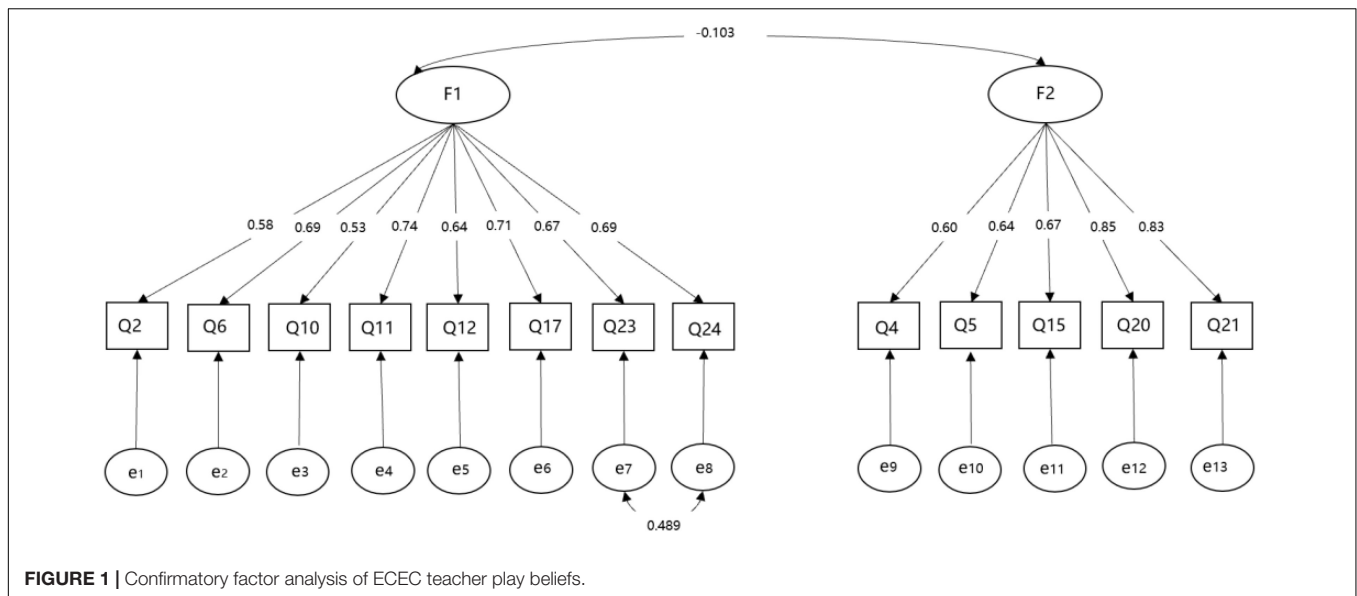 -0.103
F1 F2
0.58 0.69 0.53 0.74 0.64 0.71 0.67 0.69 0.60 0.64 0.67 0.85 0.83
Q2 Q6 Q10 Q11 Q12 Q17 Q23 Q24 Q4 Q5 Q15 Q20 Q21
e1 e2 e3 e4 e5 e6 e7 e8 e9 e10 e11 e12 e13
0.489
FIGURE 1 | Confirmatory factor analysis of ECEC teacher play beliefs.